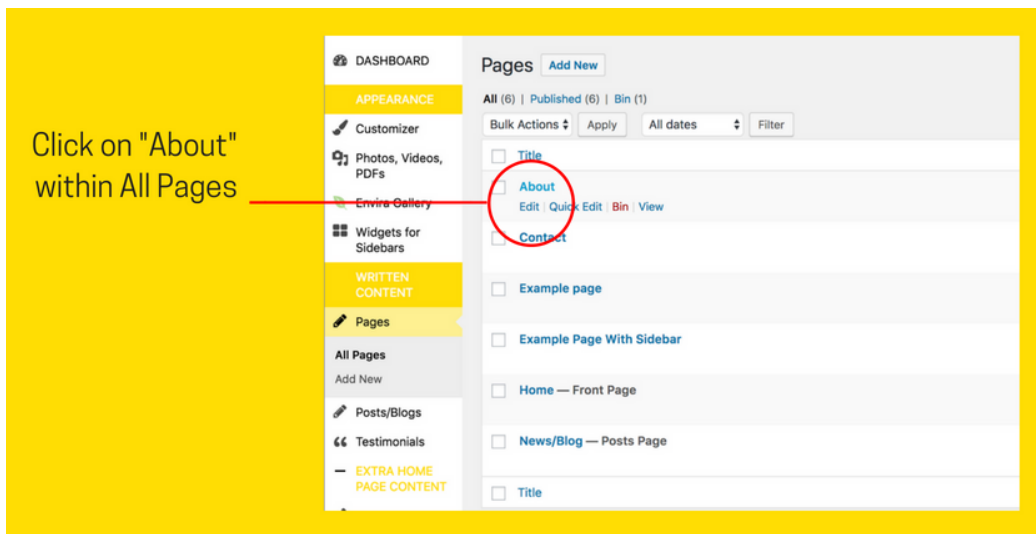 Click on "About"
within All Pages
DASHBOARD
APPEARANCE
Customizer
Photos, Videos,
PDFs
Envira Gallery
Widgets for
Sidebars
WRITTEN
CONTENT
Pages
All Pages
Add New
Posts/Blogs
Testimonials
EXTRA HOME
PAGE CONTENT
Pages Add New
All (6) | Published (6) | Bin (1)
Bulk Actions Apply All dates Filter
Title
About
Edit | Quick Edit | Bin | View
Contact
Example page
Example Page With Sidebar
Home — Front Page
News/Blog — Posts Page
Title